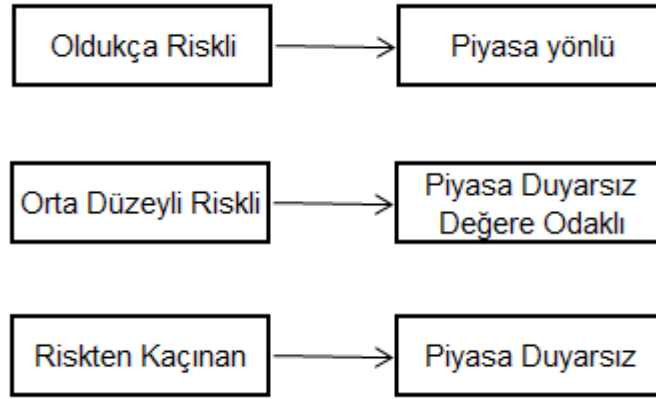 Oldukça Riskli
Piyasa yönlü
Orta Düzeyli Riskli
Piyasa Duyarsız
Değere Odaklı
Riskten Kaçınan
Piyasa Duyarsız